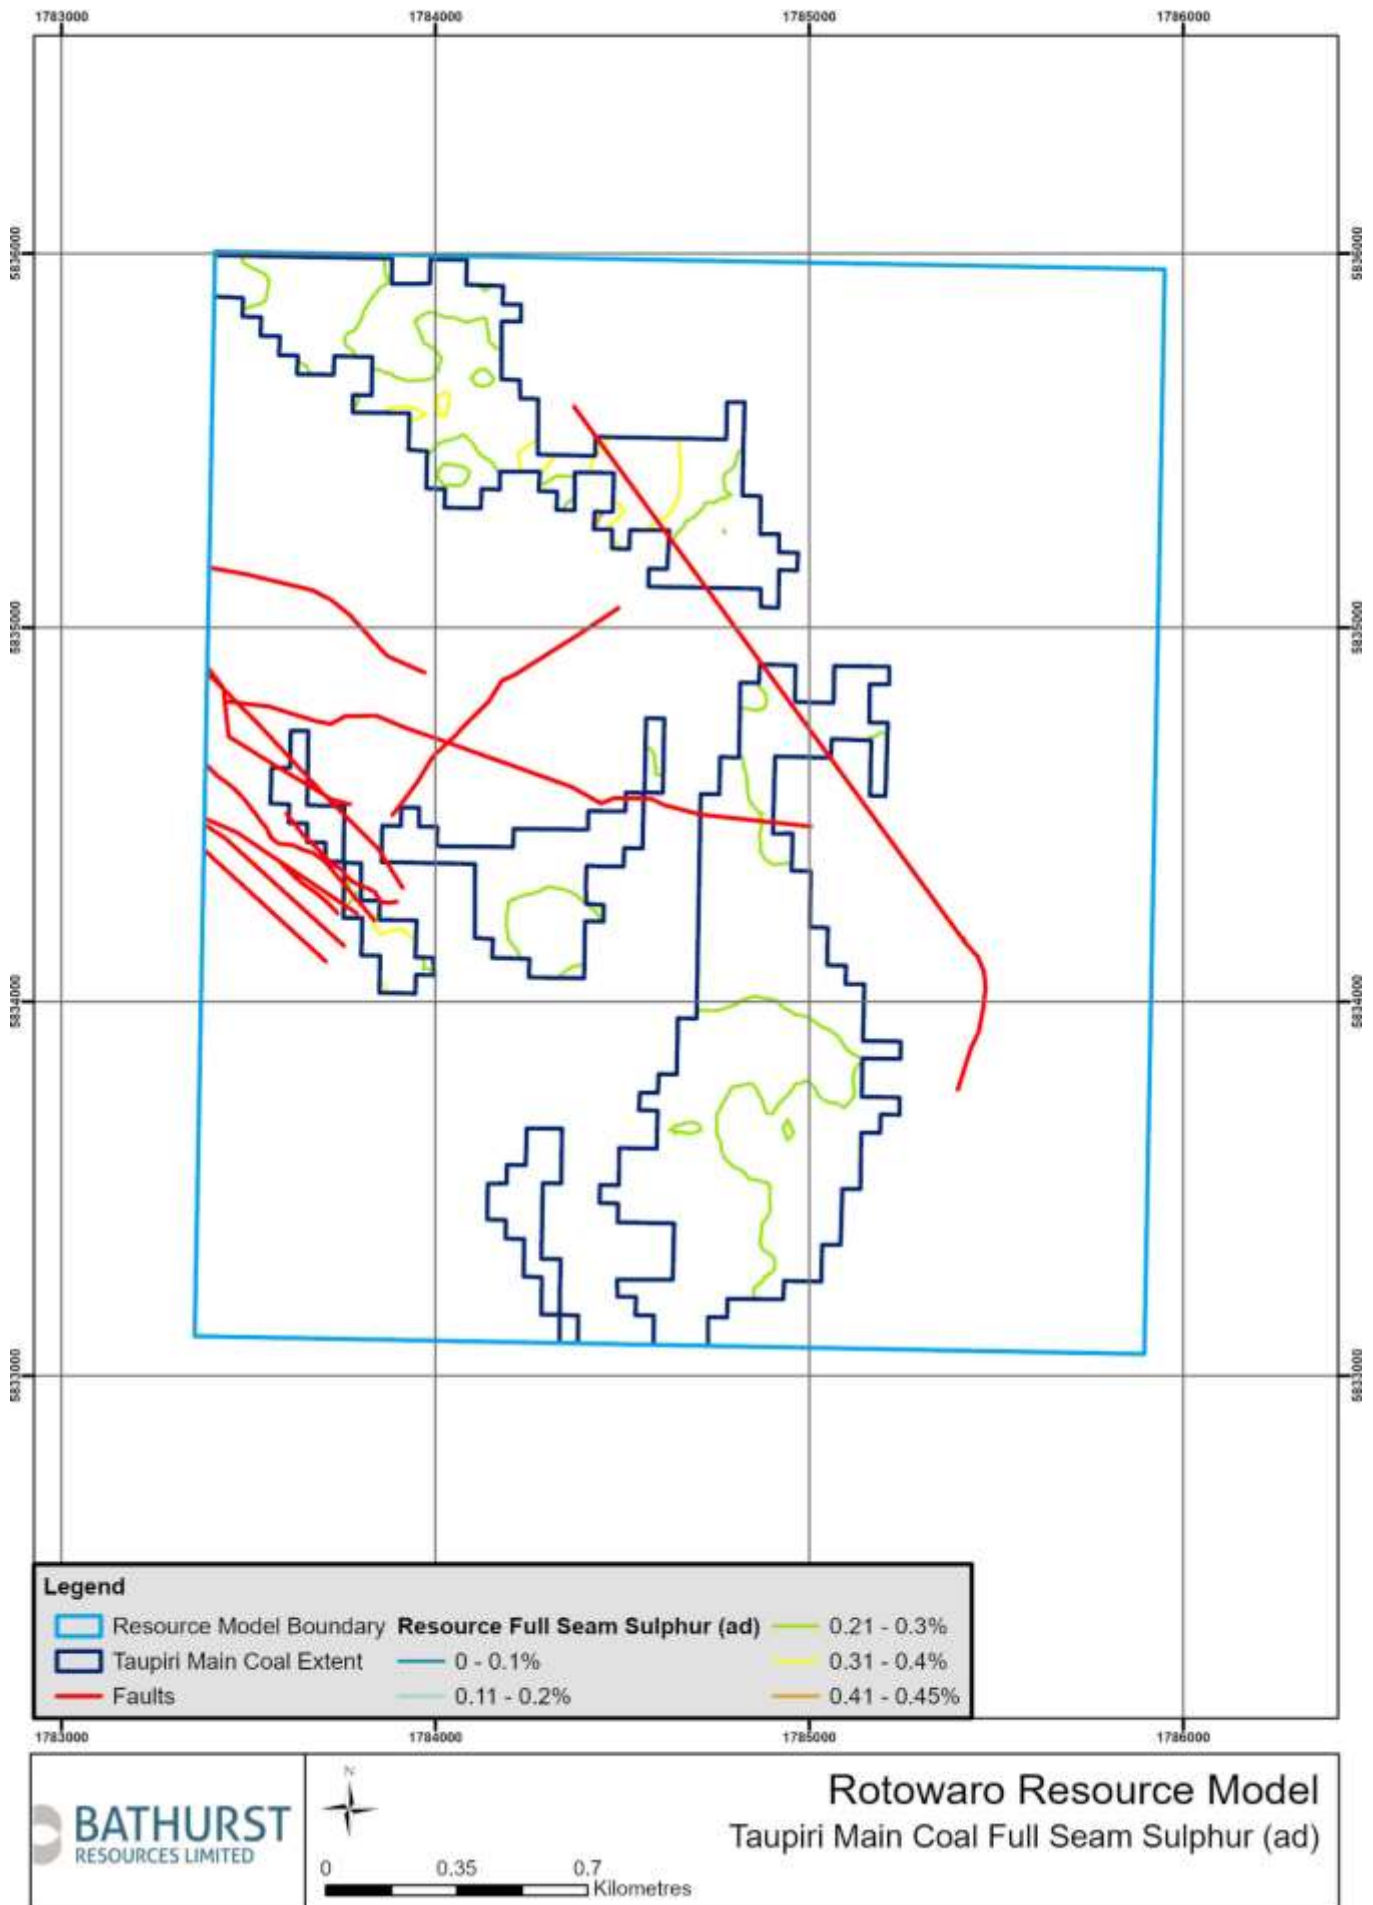 1783000 1784000 1785000 1786000
5836000 5836000
5835000 5835000
5834000 5834000
5833000 5833000
Legend
Resource Model Boundary
Taupiri Main Coal Extent
Faults
Resource Full Seam Sulphur (ad)
0 - 0.1%
0.11 - 0.2%
0.21 - 0.3%
0.31 - 0.4%
0.41 - 0.45%
1783000 1784000 1785000 1786000
BATHURST
RESOURCES LIMITED
N
0 0.35 0.7
Kilometres
Rotowaro Resource Model
Taupiri Main Coal Full Seam Sulphur (ad)